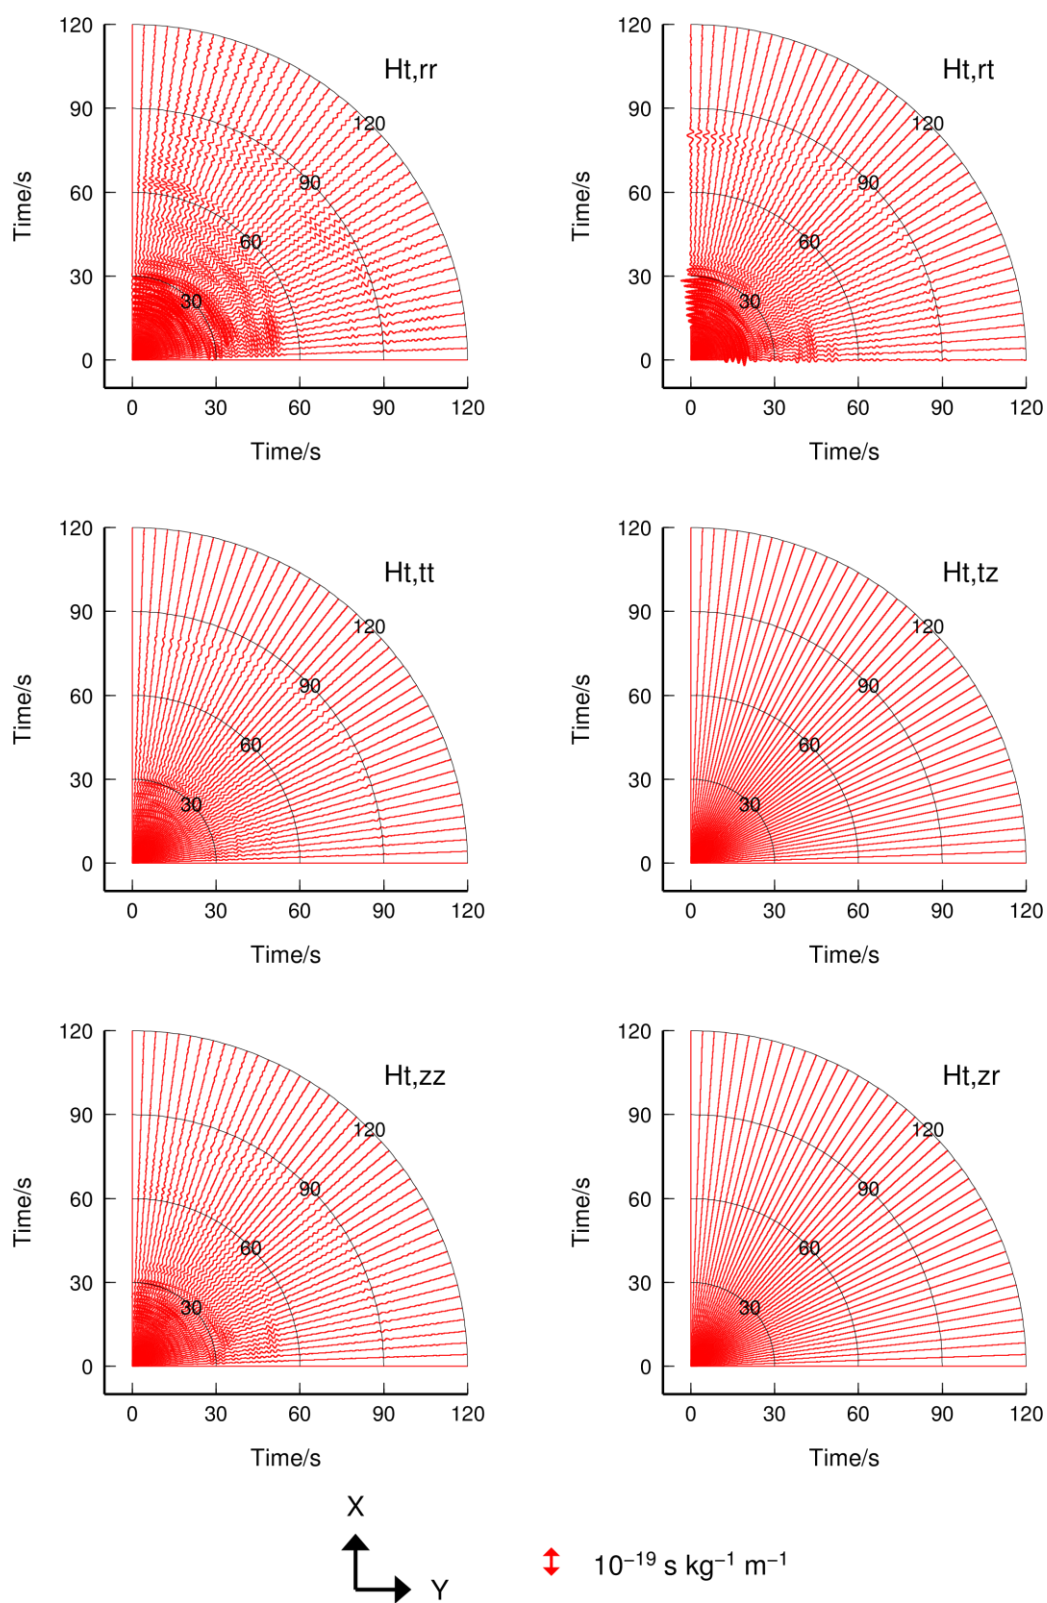 120 120
Ht,rr Ht,rt
90 120 90 120
90 90
60 60
60 60
30 30
30 30
0 0
Time/s Time/s
0 30 60 90 120 0 30 60 90 120
Time/s Time/s
120 120
Ht,tt Ht,tz
90 120 90 120
90 90
60 60
60 60
30 30
30 30
0 0
Time/s Time/s
0 30 60 90 120 0 30 60 90 120
Time/s Time/s
120 120
Ht,zz Ht,zr
90 120 90 120
90 90
60 60
60 60
30 30
30 30
0 0
Time/s Time/s
0 30 60 90 120 0 30 60 90 120
Time/s Time/s
X
Y
10⁻¹⁹ s kg⁻¹ m⁻¹